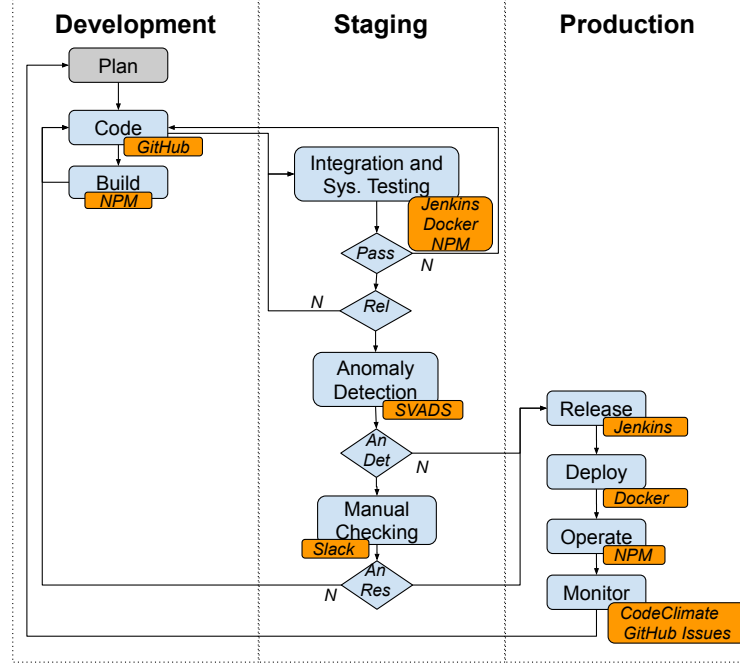 Development
Staging
Production
Plan
Code
GitHub
Build
NPM
Integration and
Sys. Testing
Jenkins
Docker
NPM
Pass
N
Rel
N
Anomaly
Detection
SVADS
An
Det
N
Manual
Checking
Slack
An
Res
N
Release
Jenkins
Deploy
Docker
Operate
NPM
Monitor
CodeClimate
GitHub Issues